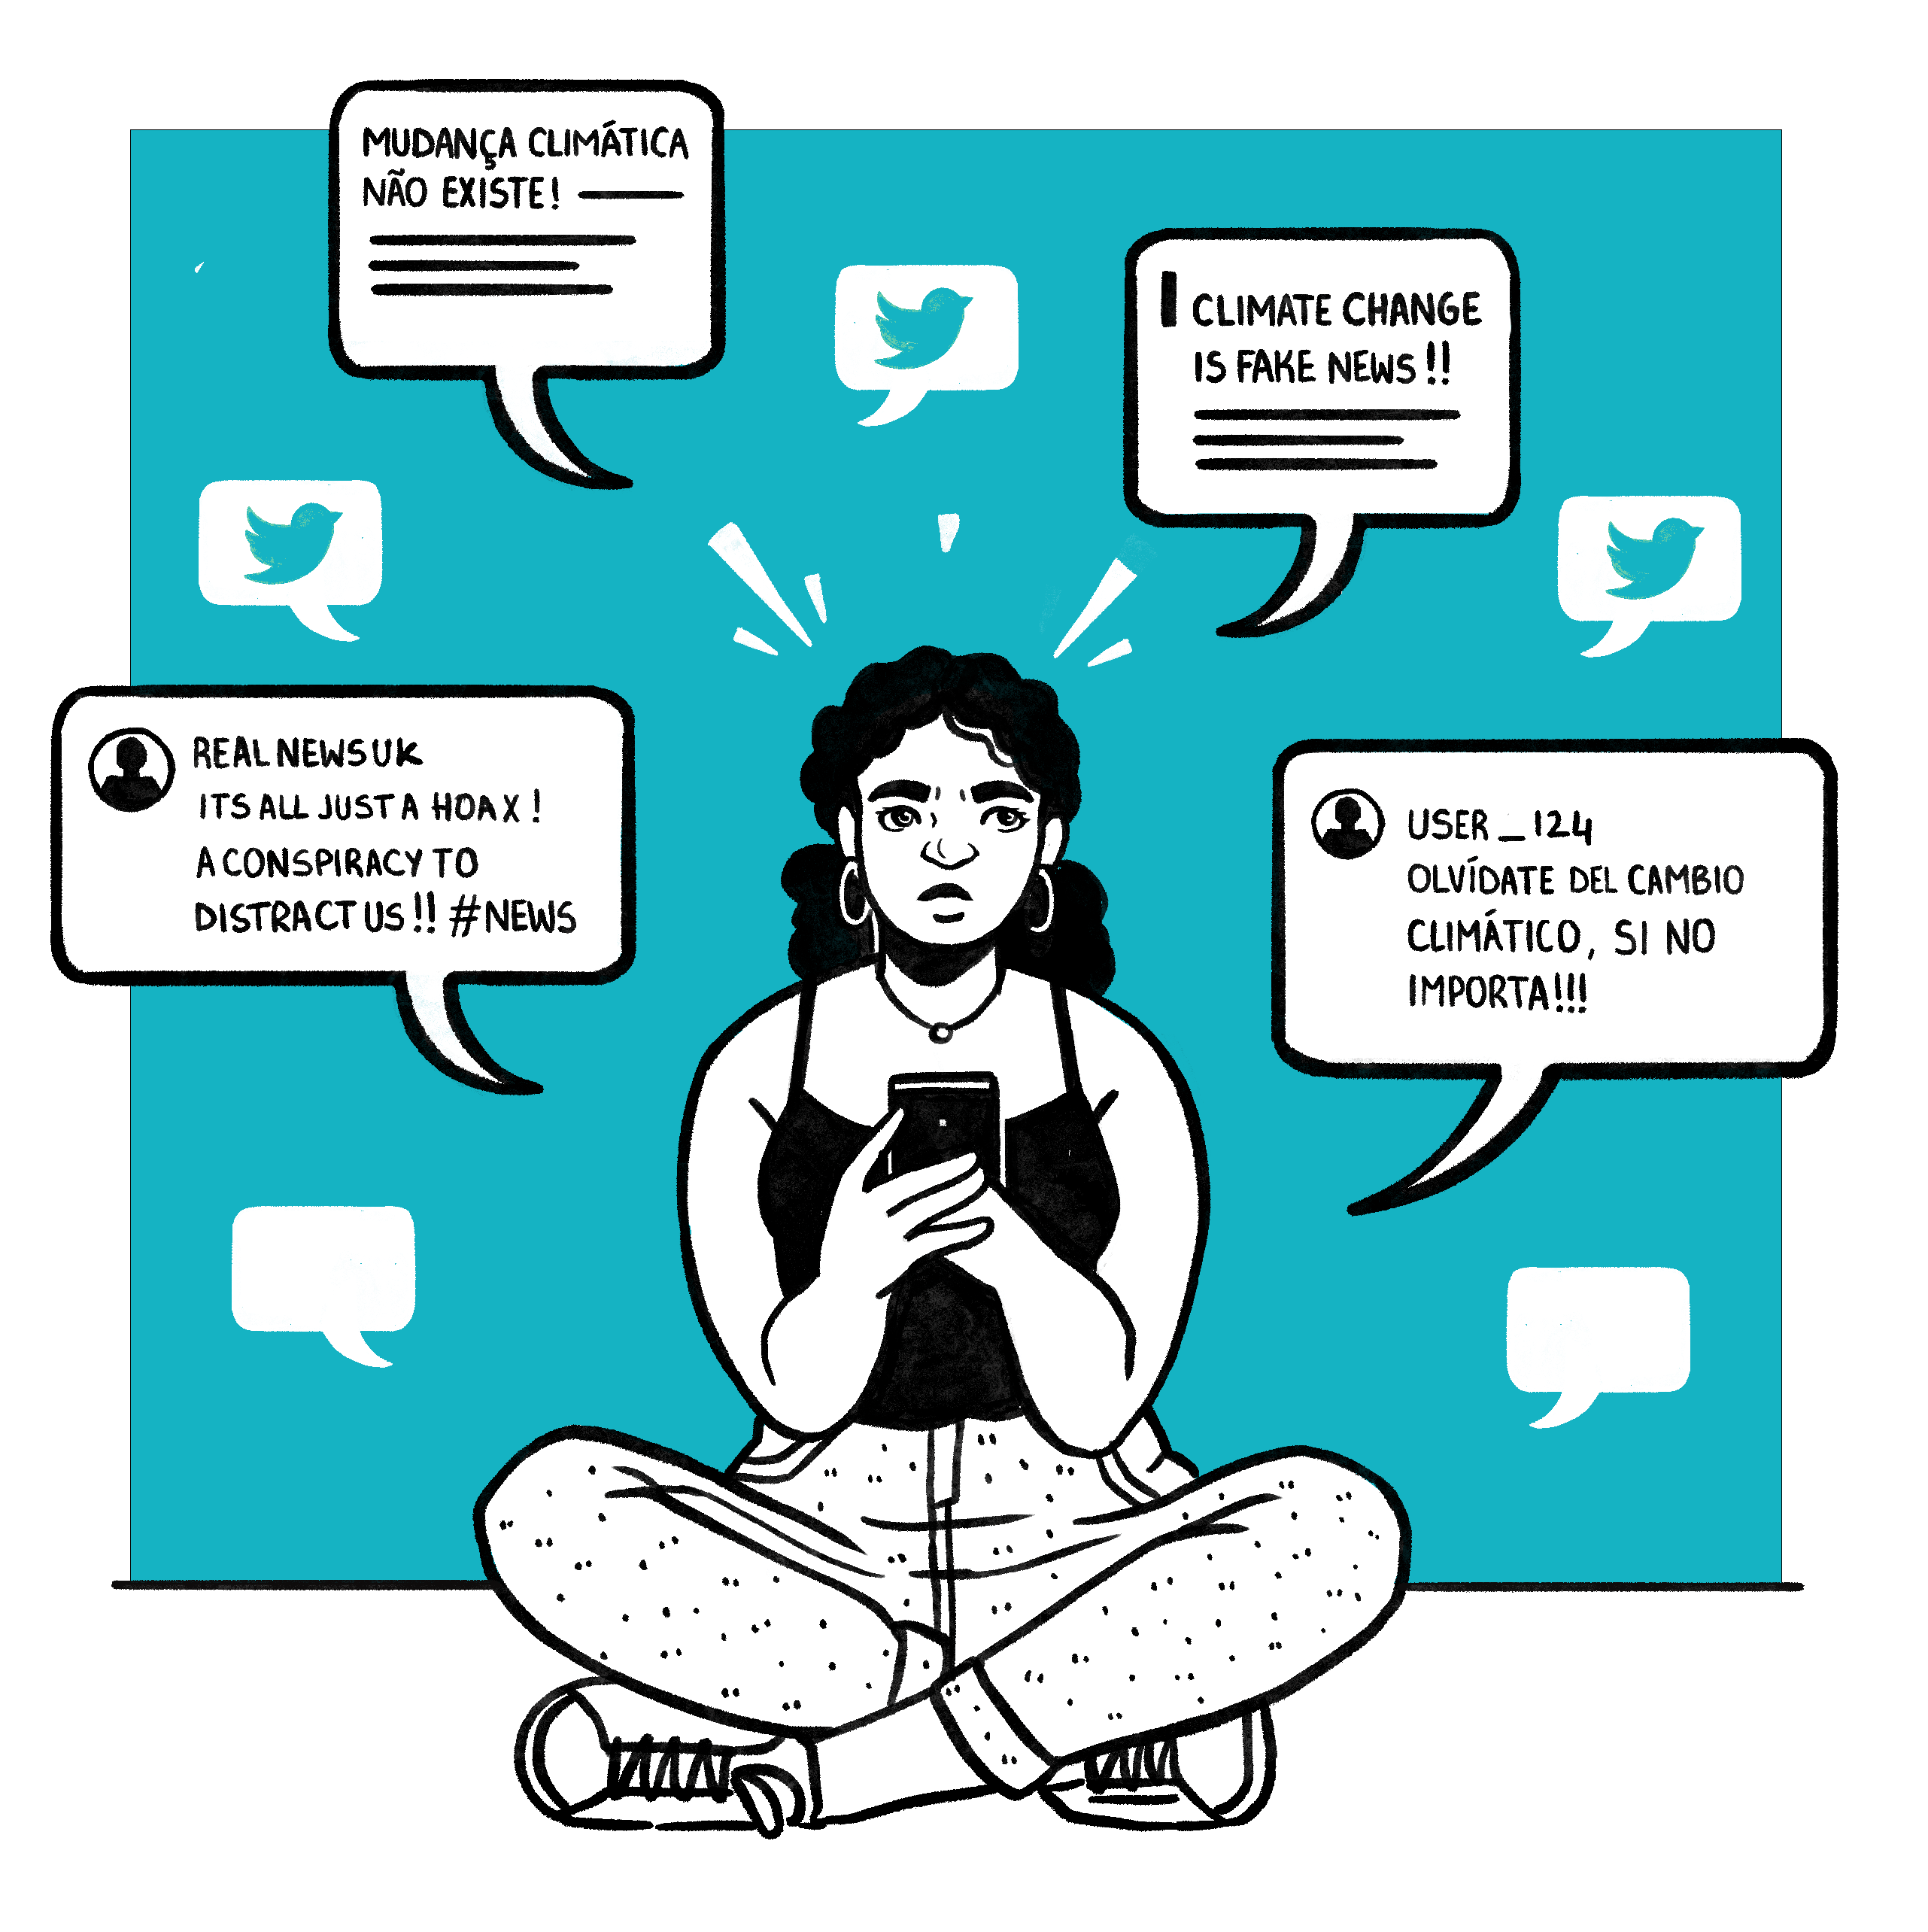 MUDANÇA CLIMÁTICA
NÃO EXISTE!
CLIMATE CHANGE
IS FAKE NEWS!!
REAL NEWS UK
ITS ALL JUST A HOAX!
A CONSPIRACY TO
DISTRACT US!! #NEWS
USER_124
OLVÍDATE DEL CAMBIO
CLIMÁTICO, SI NO
IMPORTA!!!